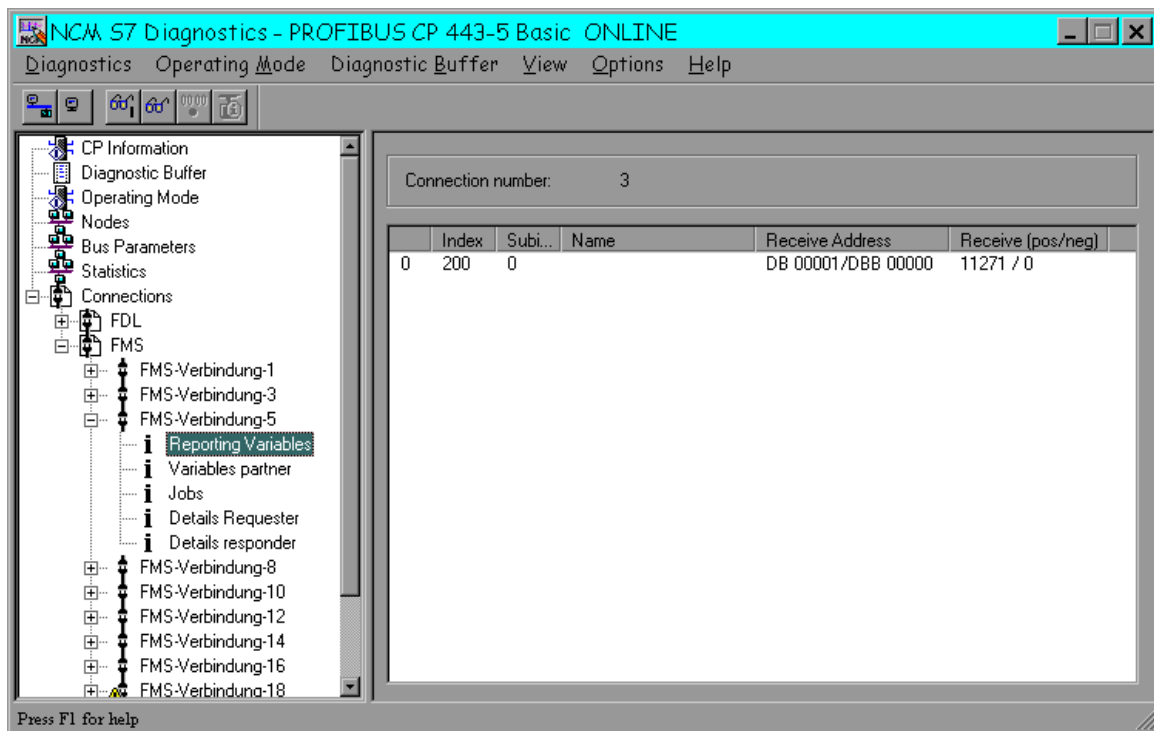 NCM S7 Diagnostics - PROFIBUS CP 443-5 Basic ONLINE
Diagnostics Operating Mode Diagnostic Buffer View Options Help
CP Information
Diagnostic Buffer
Operating Mode
Nodes
Bus Parameters
Statistics
Connections
FDL
FMS
FMS-Verbindung-1
FMS-Verbindung-3
FMS-Verbindung-5
Reporting Variables
Variables partner
Jobs
Details Requester
Details responder
FMS-Verbindung-8
FMS-Verbindung-10
FMS-Verbindung-12
FMS-Verbindung-14
FMS-Verbindung-16
FMS-Verbindung-18
Connection number: 3
Index Subi... Name Receive Address Receive (pos/neg)
0 200 0 DB 00001/DBB 00000 11271 / 0
Press F1 for help